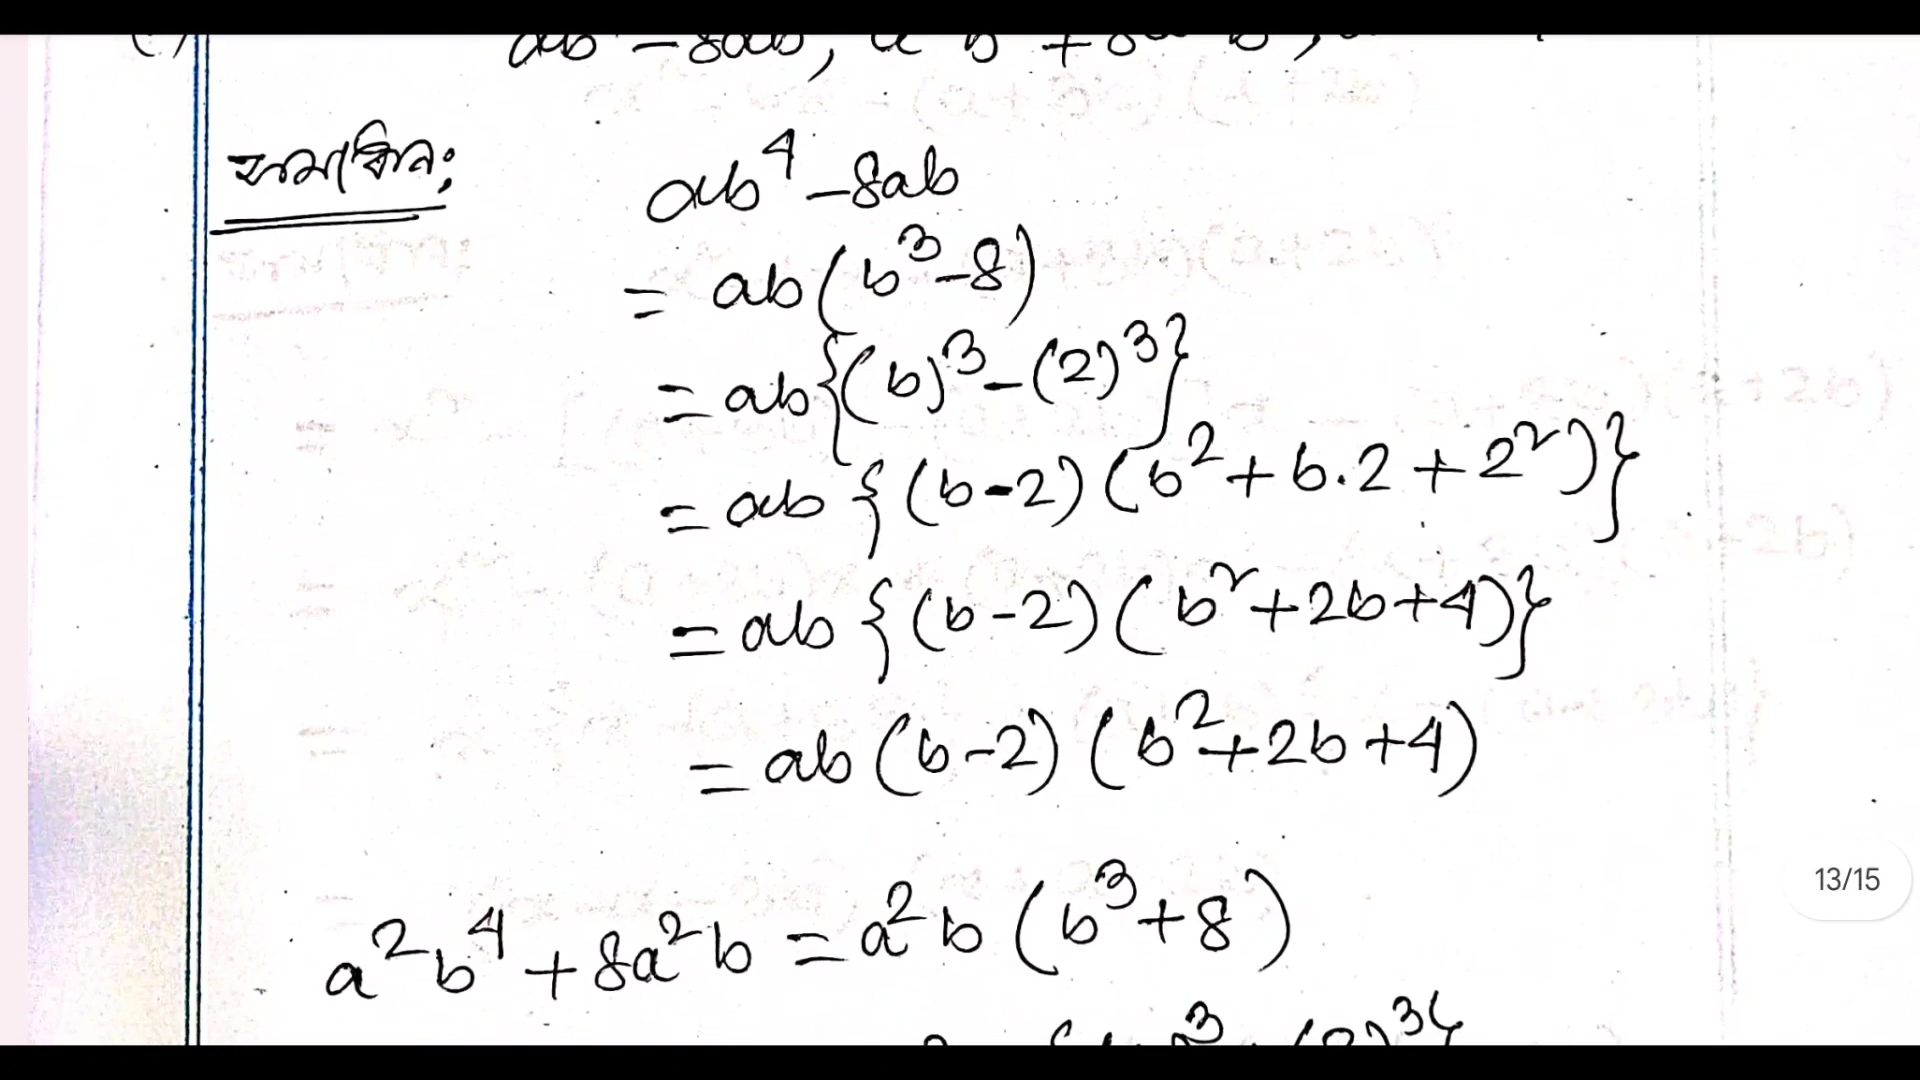 ab⁴ - 8ab
সমাধান:
= ab(b³-8)
= ab{(b)³-(2)³}
= ab{(b-2)(b²+b.2+2²)}
= ab{(b-2)(b²+2b+4)}
= ab(b-2)(b²+2b+4)
13/15
a²b⁴+8a²b = a²b(b³+8)